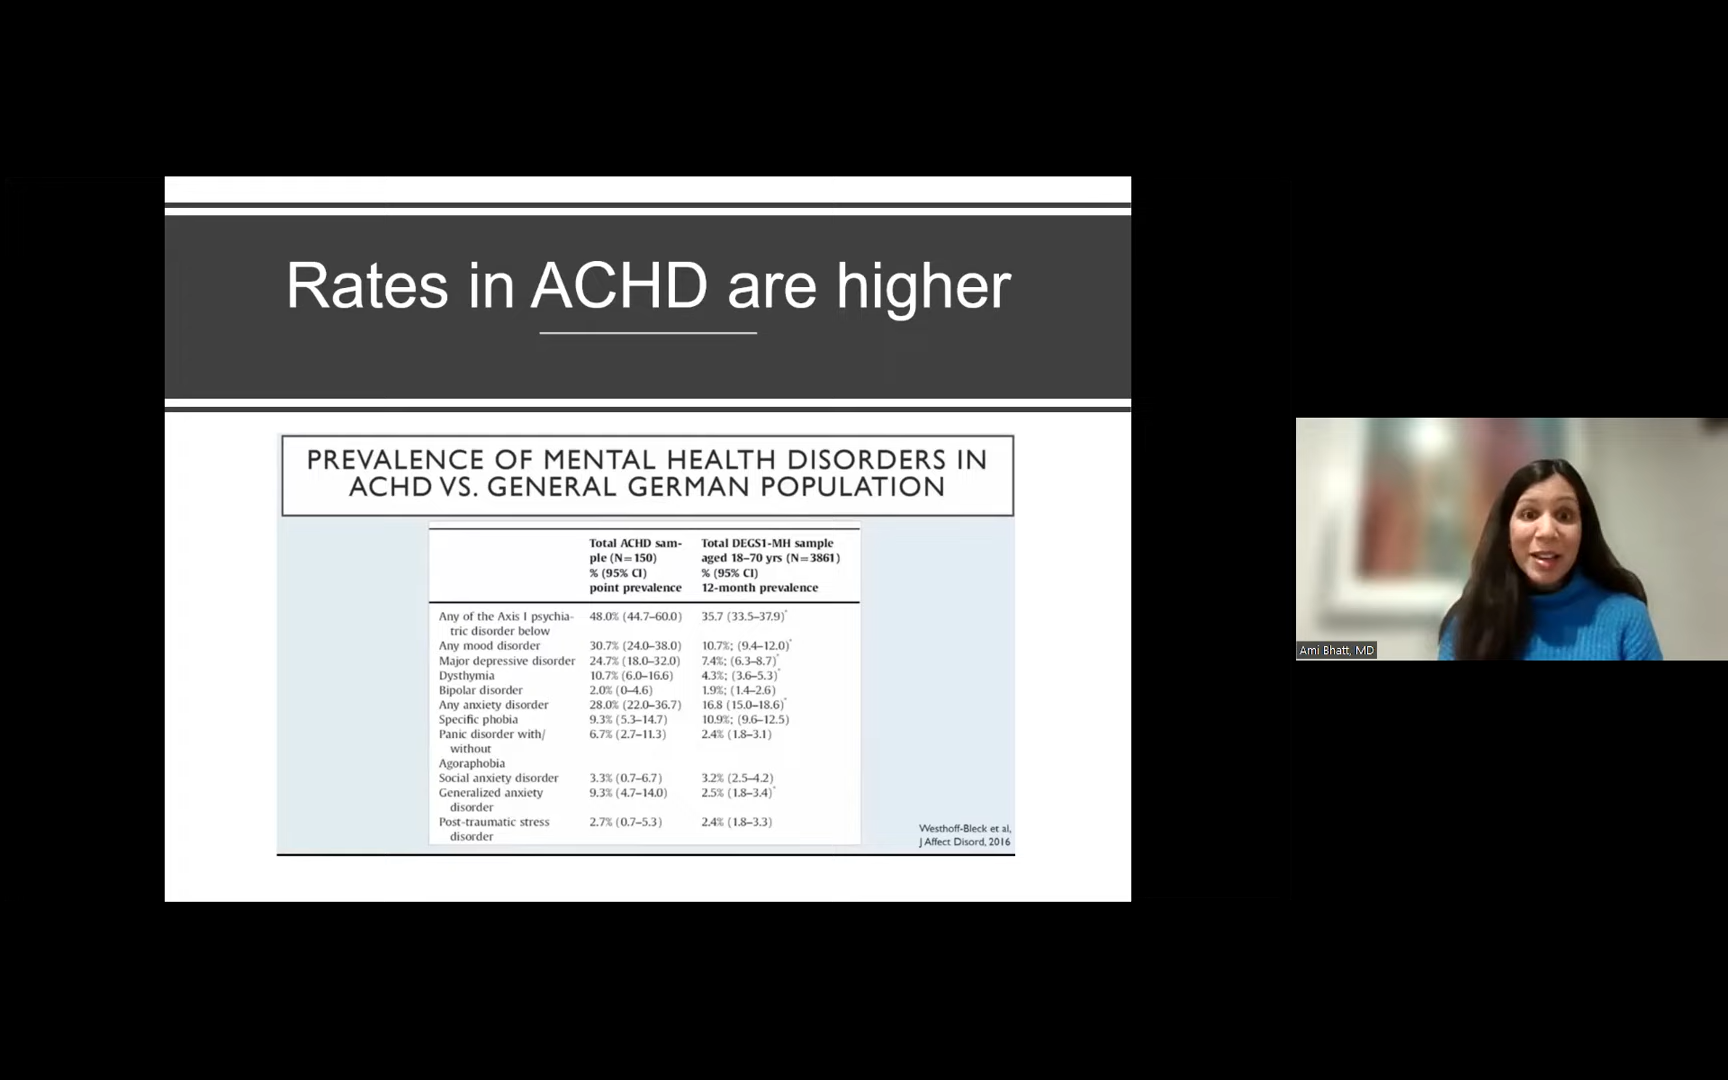 Rates in ACHD are higher
PREVALENCE OF MENTAL HEALTH DISORDERS IN
ACHD VS. GENERAL GERMAN POPULATION
Total ACHD sam- Total DEGS1-MH sample
ple (N=150) aged 18–70 yrs (N=3861)
% (95% CI) % (95% CI)
point prevalence 12-month prevalence
Any of the Axis I psychia- 48.0% (44.7–60.0) 35.7 (33.5–37.9)*
tric disorder below
Any mood disorder 30.7% (24.0–38.0) 10.7%; (9.4–12.0)*
Major depressive disorder 24.7% (18.0–32.0) 7.4%; (6.3–8.7)*
Dysthymia 10.7% (6.0–16.6) 4.3%; (3.6–5.3)*
Bipolar disorder 2.0% (0–4.6) 1.9%; (1.4–2.6)
Any anxiety disorder 28.0% (22.0–36.7) 16.8 (15.0–18.6)*
Specific phobia 9.3% (5.3–14.7) 10.9%; (9.6–12.5)
Panic disorder with/ 6.7% (2.7–11.3) 2.4% (1.8–3.1)
without
Agoraphobia
Social anxiety disorder 3.3% (0.7–6.7) 3.2% (2.5–4.2)
Generalized anxiety 9.3% (4.7–14.0) 2.5% (1.8–3.4)*
disorder
Post-traumatic stress 2.7% (0.7–5.3) 2.4% (1.8–3.3)
disorder
Westhoff-Bleck et al,
J Affect Disord, 2016
Ami Bhatt, MD